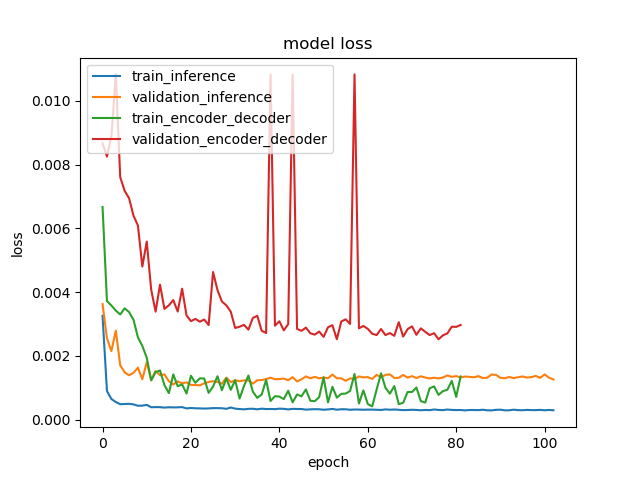 model loss
train_inference
validation_inference
train_encoder_decoder
validation_encoder_decoder
0.010
0.008
0.006
0.004
0.002
0.000
loss
0 20 40 60 80 100
epoch